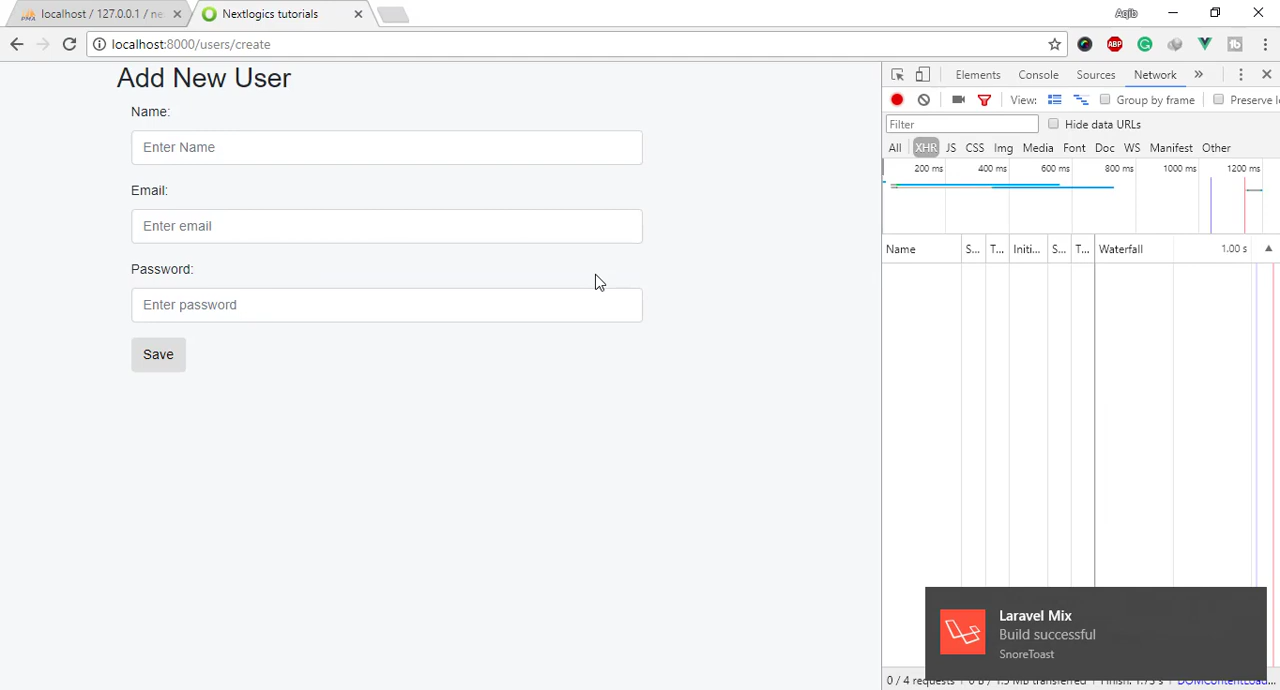 localhost / 127.0.0.1 / ne
Nextlogics tutorials
Aqib
localhost:8000/users/create
ABP
Add New User
Name:
Enter Name
Email:
Enter email
Password:
Enter password
Save
Elements Console Sources Network »
View: Group by frame Preserve l
Filter Hide data URLs
All XHR JS CSS Img Media Font Doc WS Manifest Other
200 ms 400 ms 600 ms 800 ms 1000 ms 1200 ms
Name S... T... Initi... S... T... Waterfall 1.00 s
Laravel Mix
Build successful
SnoreToast
0 / 4 requests